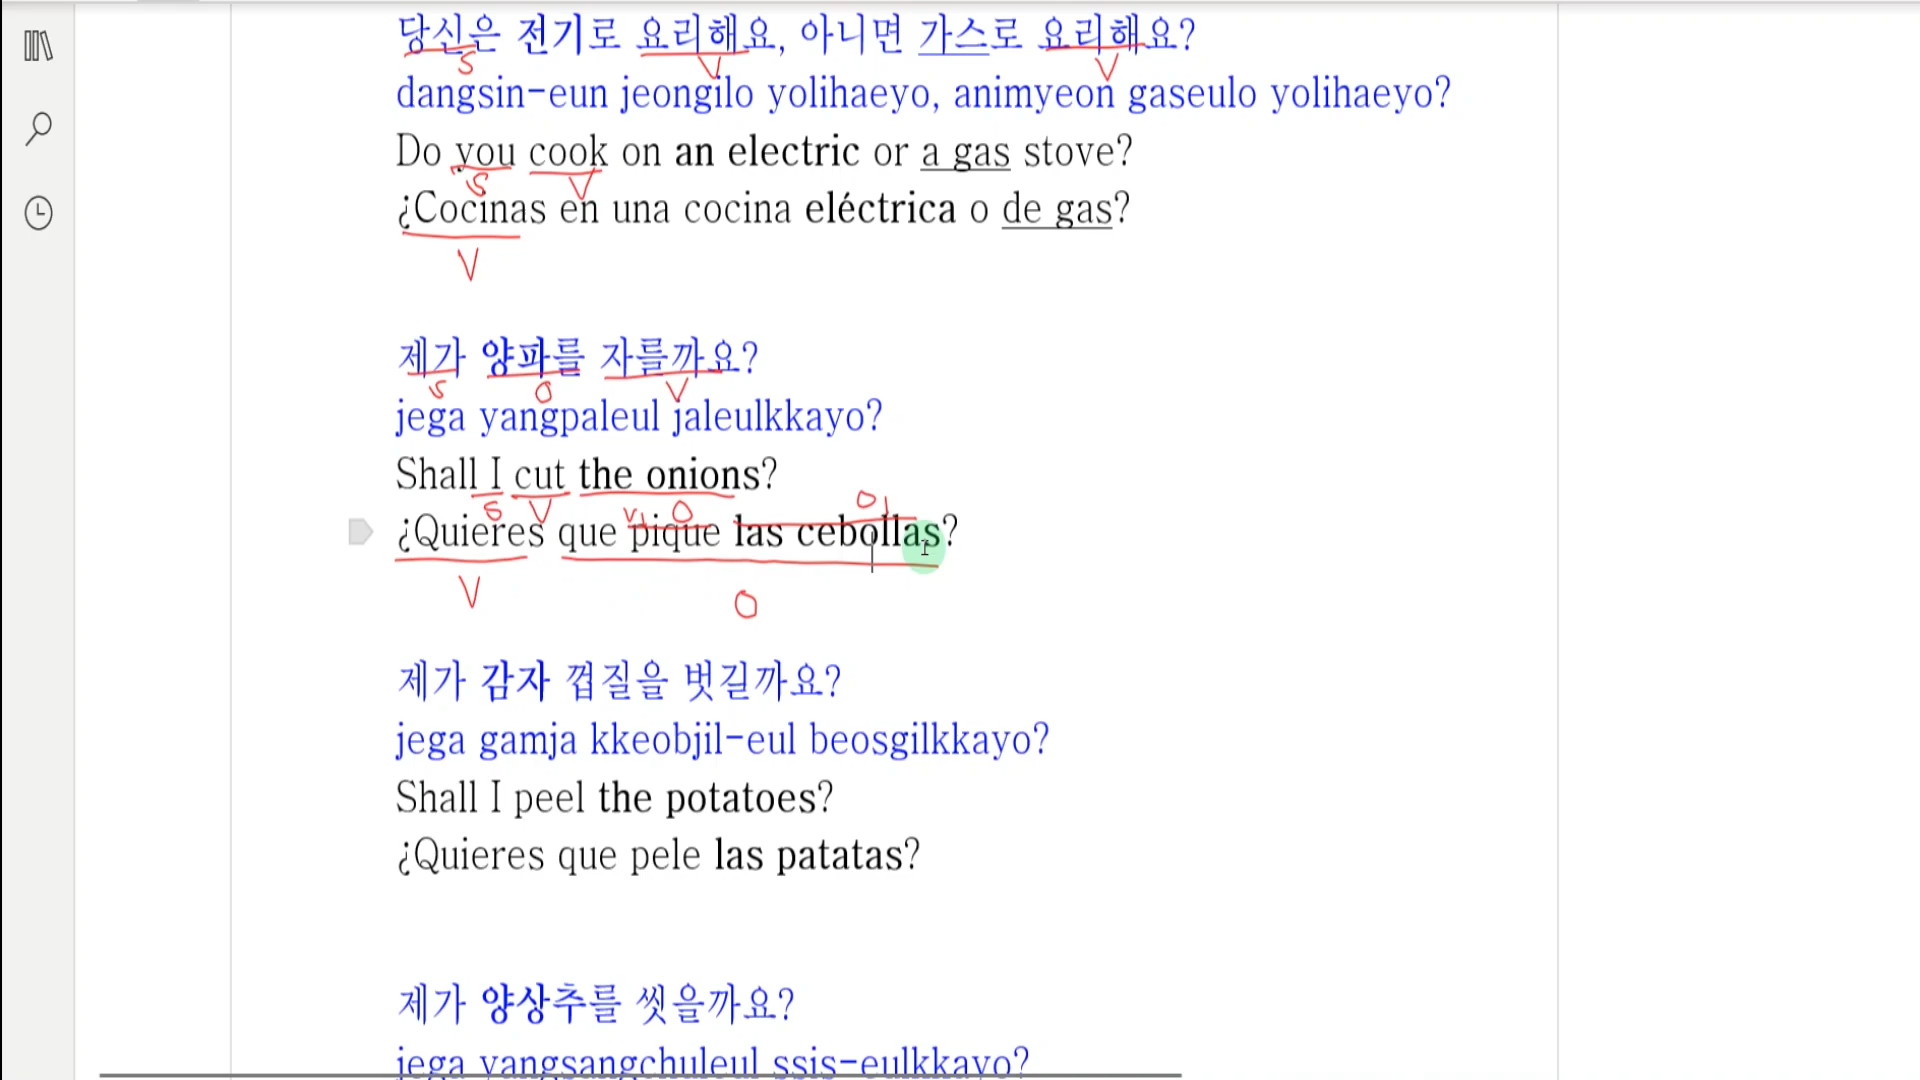 당신은 전기로 요리해요, 아니면 가스로 요리해요?
S V V
dangsin-eun jeongilo yolihaeyo, animyeon gaseulo yolihaeyo?
Do you cook on an electric or a gas stove?
S V
¿Cocinas en una cocina eléctrica o de gas?
V
제가 양파를 자를까요?
S O V
jega yangpaleul jaleulkkayo?
Shall I cut the onions?
S V O
V1 O1
¿Quieres que pique las cebollas?
V O
제가 감자 껍질을 벗길까요?
jega gamja kkeobjil-eul beosgilkkayo?
Shall I peel the potatoes?
¿Quieres que pele las patatas?
제가 양상추를 씻을까요?
jega yangsangchuleul ssis-eulkkayo?